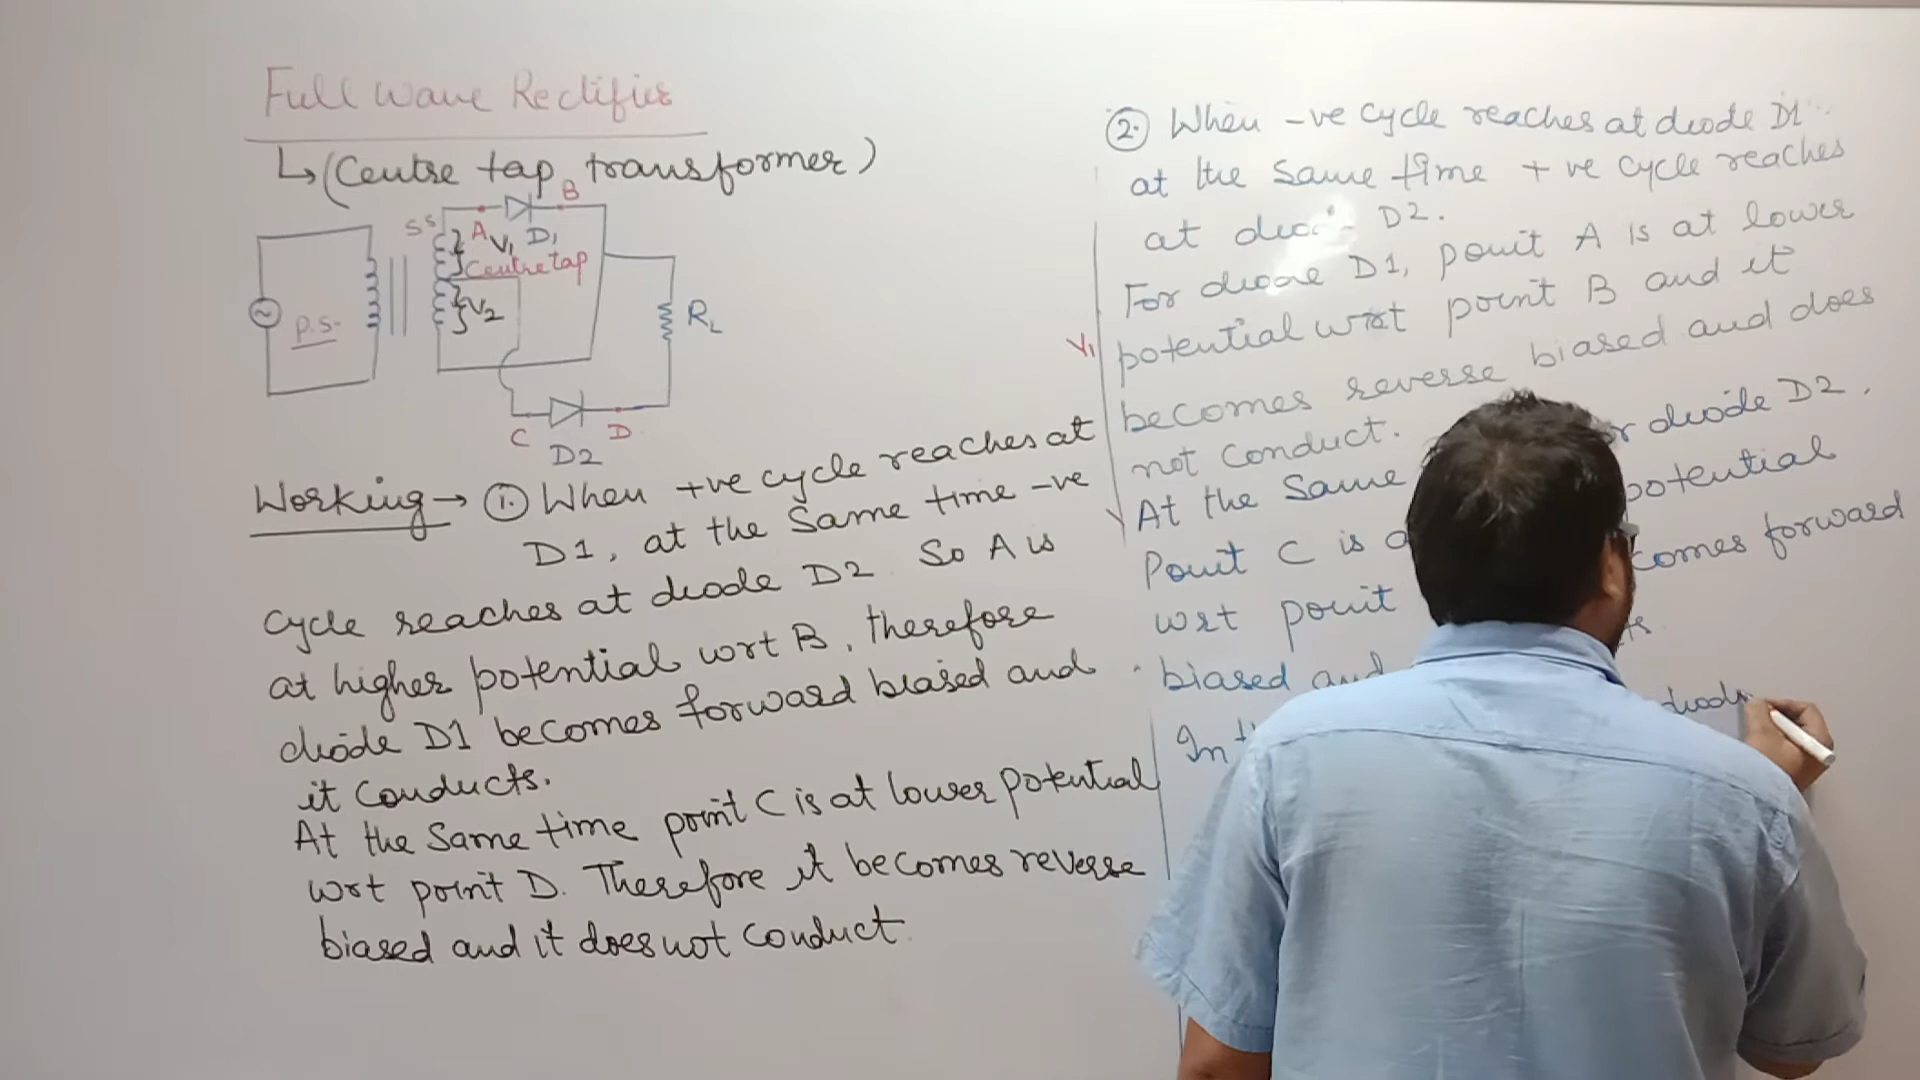 Full Wave Rectifier
↳ (Centre tap transformer)
S S
A
B
V1
D1
Centre tap
V2
P.S.
RL
C
D
D2
Working → 1. When +ve cycle reaches at
D1, at the same time -ve
cycle reaches at diode D2. So A is
at higher potential wrt B, therefore
diode D1 becomes forward biased and
it conducts.
At the same time point C is at lower potential
wrt point D. Therefore it becomes reverse
biased and it does not conduct.
2. When -ve cycle reaches at diode D1
at the same time +ve cycle reaches
at D2.
For diode D1, point A is at lower
potential wrt point B and it
becomes reverse biased and does
not conduct.
At the same diode D2,
Point C is potential
wrt point forward
biased and
In
V1